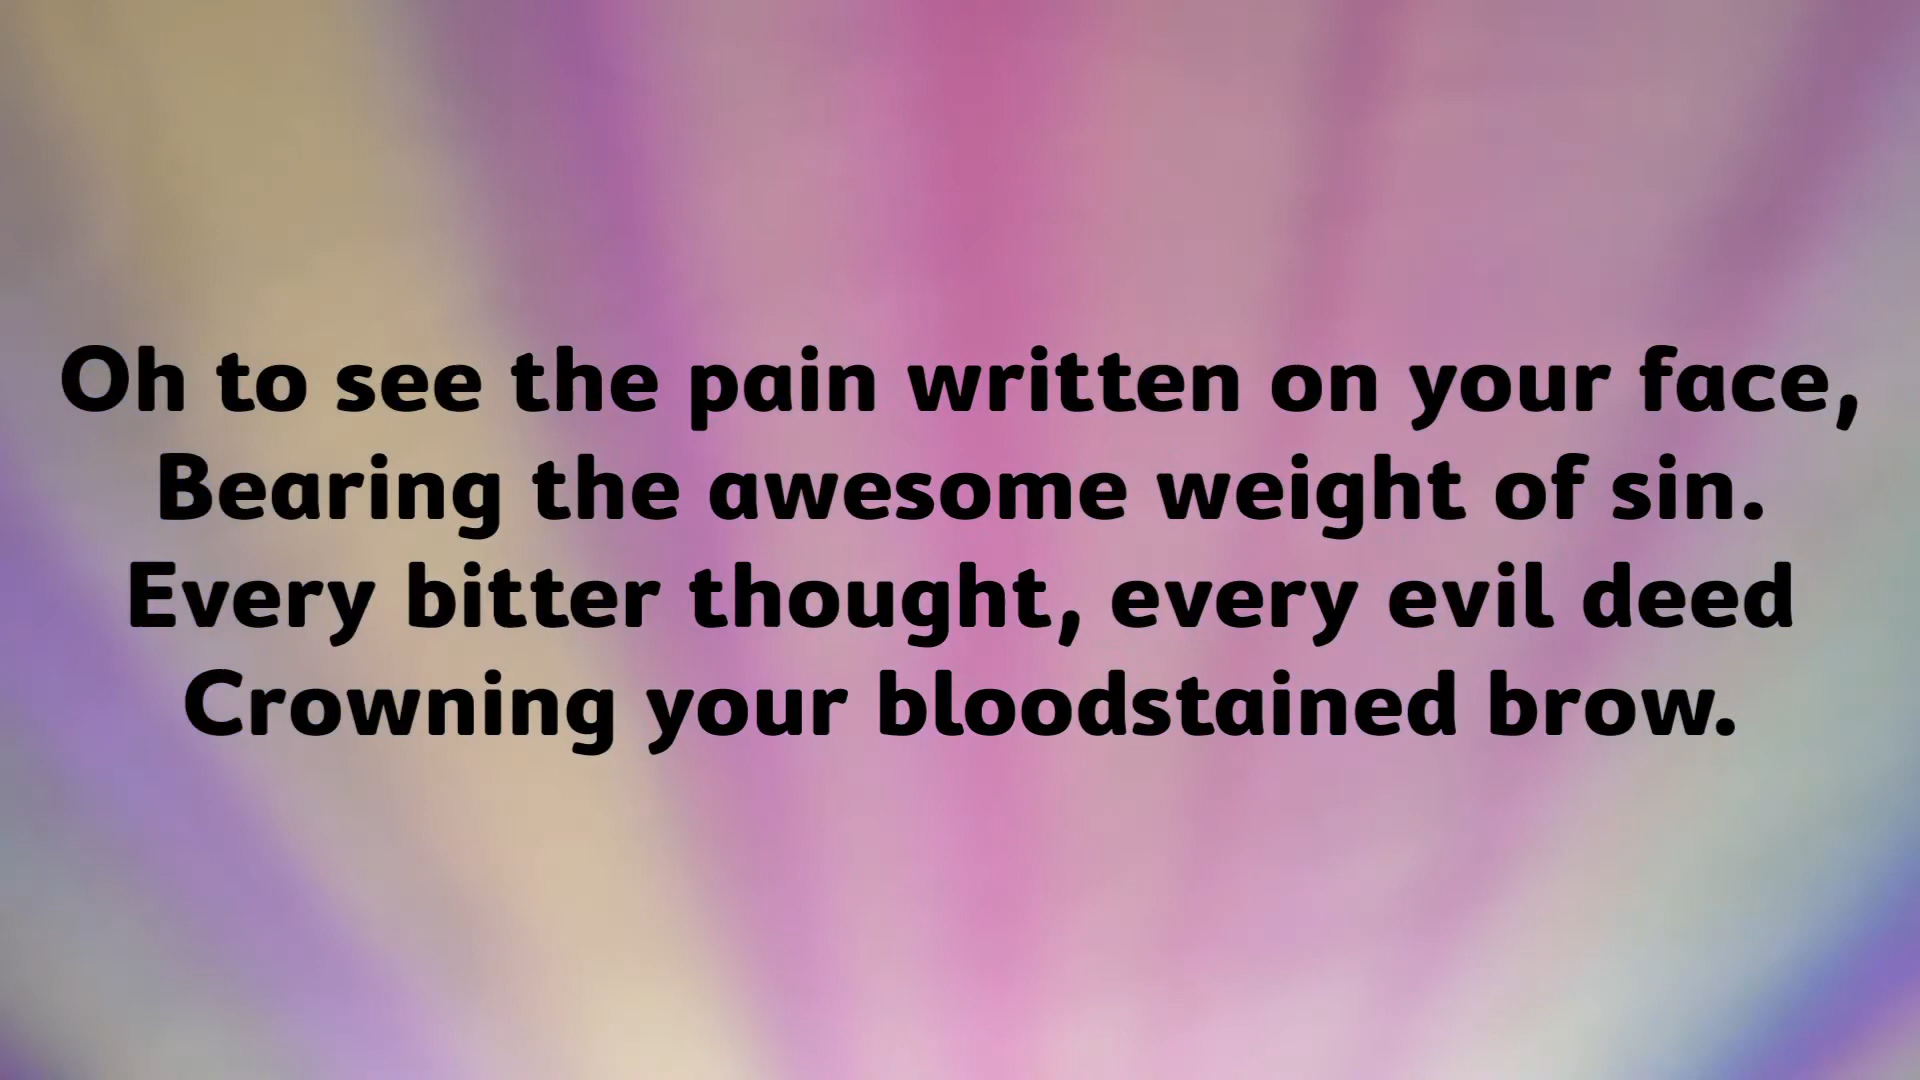 Oh to see the pain written on your face,
Bearing the awesome weight of sin.
Every bitter thought, every evil deed
Crowning your bloodstained brow.